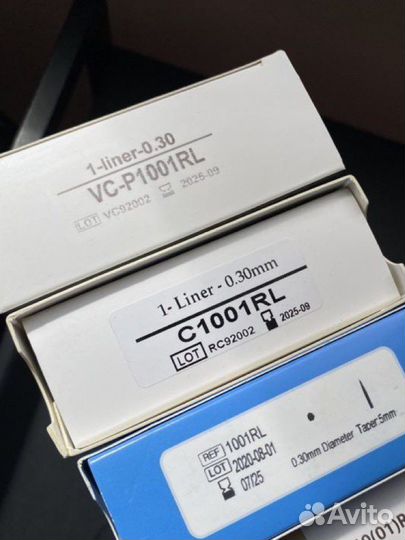 1-liner-0.30
VC-P1001RL
LOT VC92002 2025-09
1- Liner - 0.30mm
C1001RL
LOT RC92002 2025-09
REF 1001RL
LOT 2020-08-01
07/25
0.30mm Diameter Taper:5mm
Avito